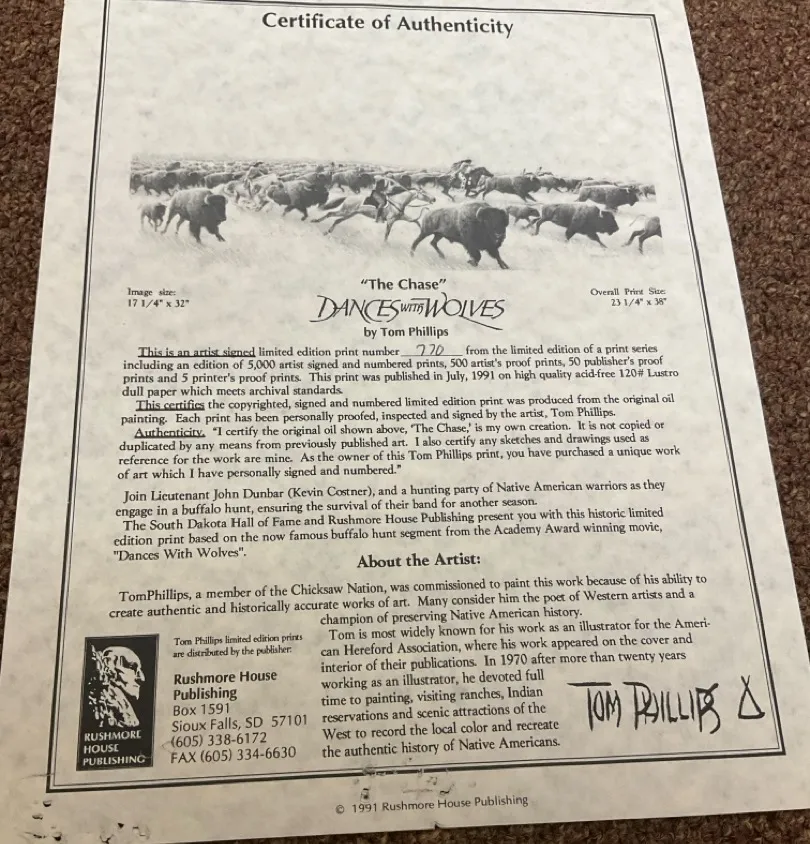 Certificate of Authenticity
Image size:
17 1/4" x 32"
"The Chase"
DANCES WITH WOLVES
by Tom Phillips
Overall Print Size:
23 1/4" x 38"
This is an artist signed limited edition print number 770 from the limited edition of a print series
including an edition of 5,000 artist signed and numbered prints, 500 artist's proof prints, 50 publisher's proof
prints and 5 printer's proof prints. This print was published in July, 1991 on high quality acid-free 120# Lustro
dull paper which meets archival standards.
This certifies the copyrighted, signed and numbered limited edition print was produced from the original oil
painting. Each print has been personally proofed, inspected and signed by the artist, Tom Phillips.
Authenticity. "I certify the original oil shown above, 'The Chase,' is my own creation. It is not copied or
duplicated by any means from previously published art. I also certify any sketches and drawings used as
reference for the work are mine. As the owner of this Tom Phillips print, you have purchased a unique work
of art which I have personally signed and numbered."
Join Lieutenant John Dunbar (Kevin Costner), and a hunting party of Native American warriors as they
engage in a buffalo hunt, ensuring the survival of their band for another season.
The South Dakota Hall of Fame and Rushmore House Publishing present you with this historic limited
edition print based on the now famous buffalo hunt segment from the Academy Award winning movie,
"Dances With Wolves".
About the Artist:
TomPhillips, a member of the Chicksaw Nation, was commissioned to paint this work because of his ability to
create authentic and historically accurate works of art. Many consider him the poet of Western artists and a
champion of preserving Native American history.
Tom is most widely known for his work as an illustrator for the Ameri-
can Hereford Association, where his work appeared on the cover and
interior of their publications. In 1970 after more than twenty years
working as an illustrator, he devoted full
time to painting, visiting ranches, Indian
reservations and scenic attractions of the
West to record the local color and recreate
the authentic history of Native Americans.
TOM PHILLIPS
Tom Phillips limited edition prints
are distributed by the publisher:
Rushmore House
Publishing
Box 1591
Sioux Falls, SD 57101
(605) 338-6172
FAX (605) 334-6630
RUSHMORE
HOUSE
PUBLISHING
© 1991 Rushmore House Publishing